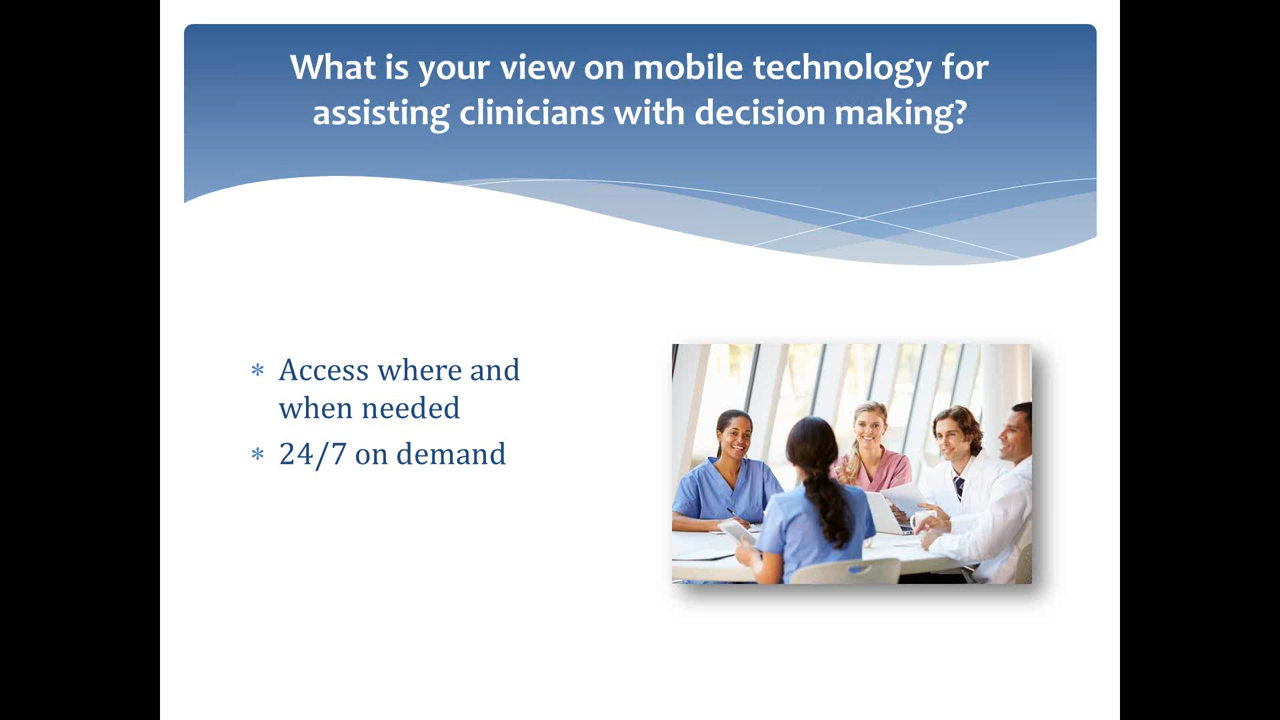 What is your view on mobile technology for
assisting clinicians with decision making?
* Access where and
when needed
* 24/7 on demand